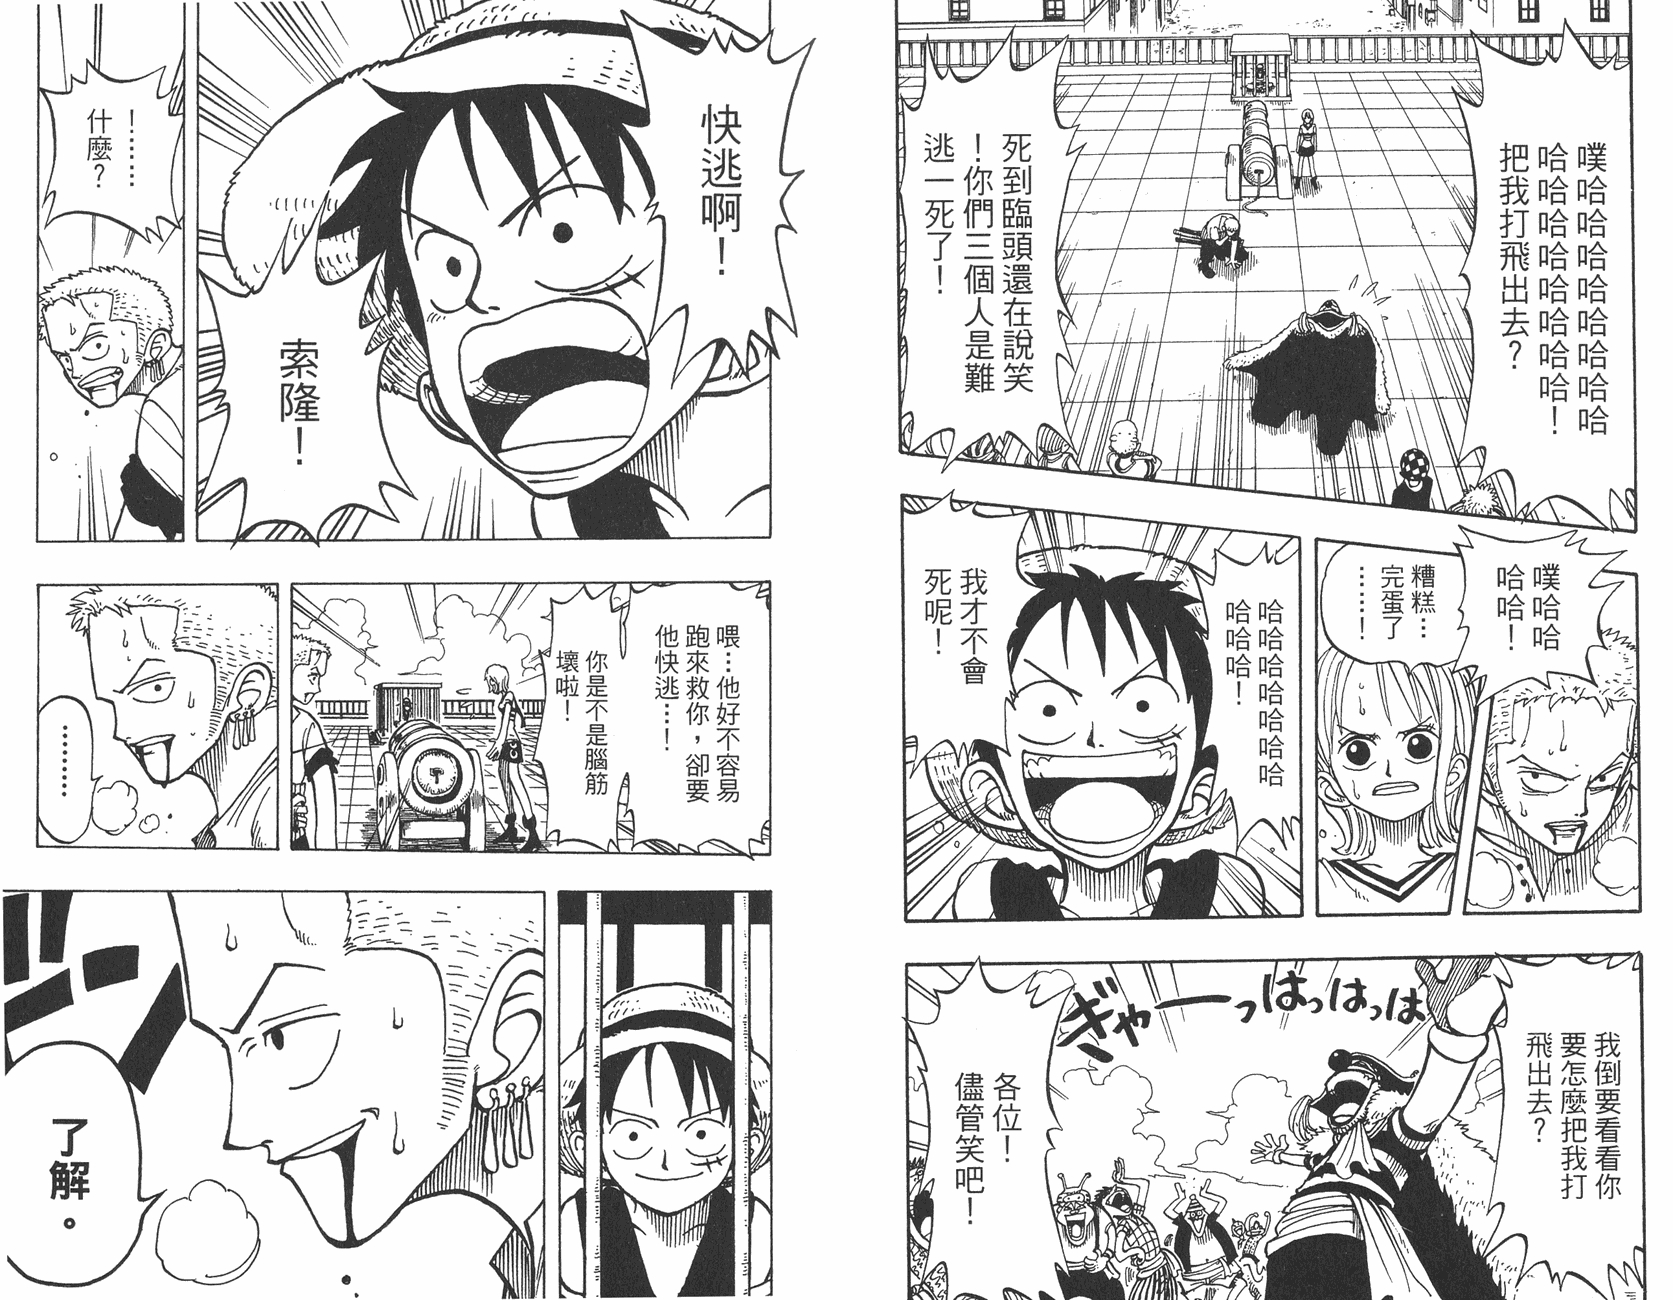 噗哈哈哈哈哈哈哈
哈哈哈哈哈哈哈！
把我打飛出去？
死到臨頭還在說笑
！你們三個人是難
逃一死了！
噗哈哈
哈哈！
糟糕…
完蛋了
……！
哈哈哈哈哈哈哈
哈哈哈！
我才不會
死呢！
我倒要看看你
要怎麼把我打
飛出去？
ぎゃーっはっはっは
各位！
儘管笑吧！
快逃啊！
索隆！
！……
什麼？
喂…他好不容易
跑來救你，卻要
他快逃…！
你是不是腦筋
壞啦！
………
ドン
了解。